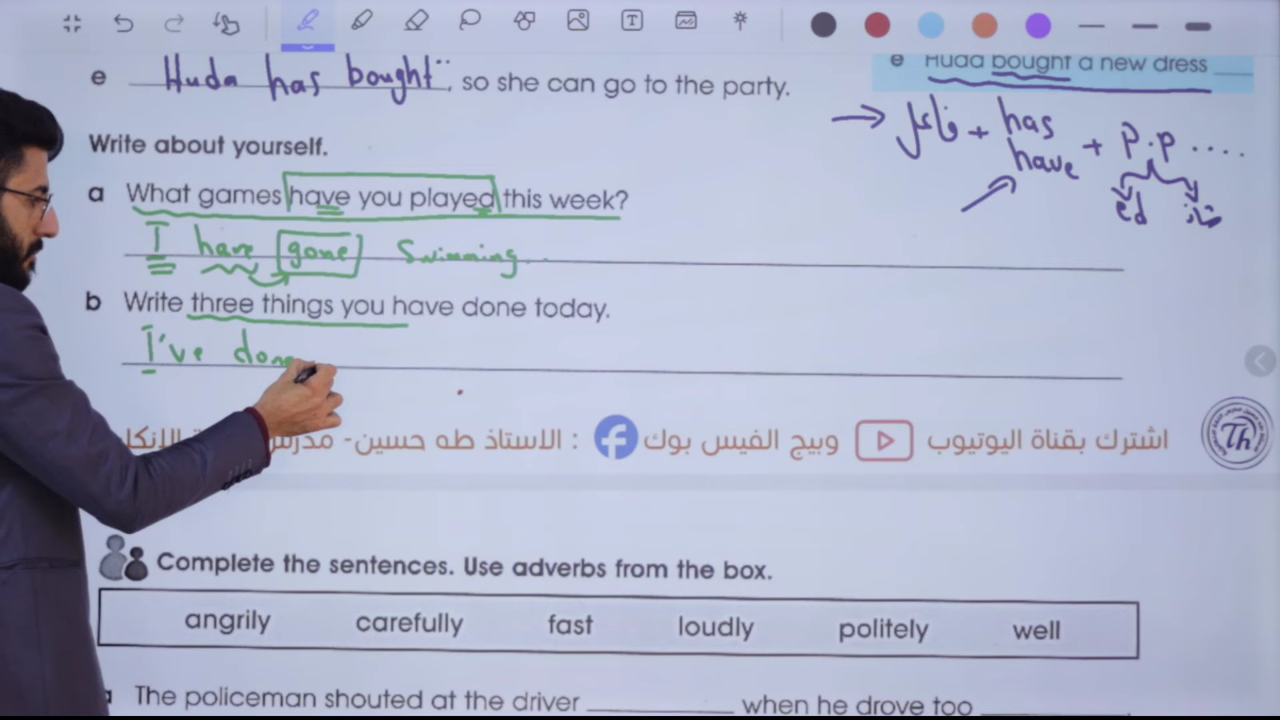 e Huda has bought.., so she can go to the party.
e Huda bought a new dress ___
→ فاعل + has have + p.p ....
ed شاذ
Write about yourself.
a What games have you played this week?
I have gone Swimming..
b Write three things you have done today.
I've done
اشترك بقناة اليوتيوب وبيج الفيس بوك : الاستاذ طه حسين-
Th
Complete the sentences. Use adverbs from the box.
angrily carefully fast loudly politely well
The policeman shouted at the driver ______ when he drove too ______.